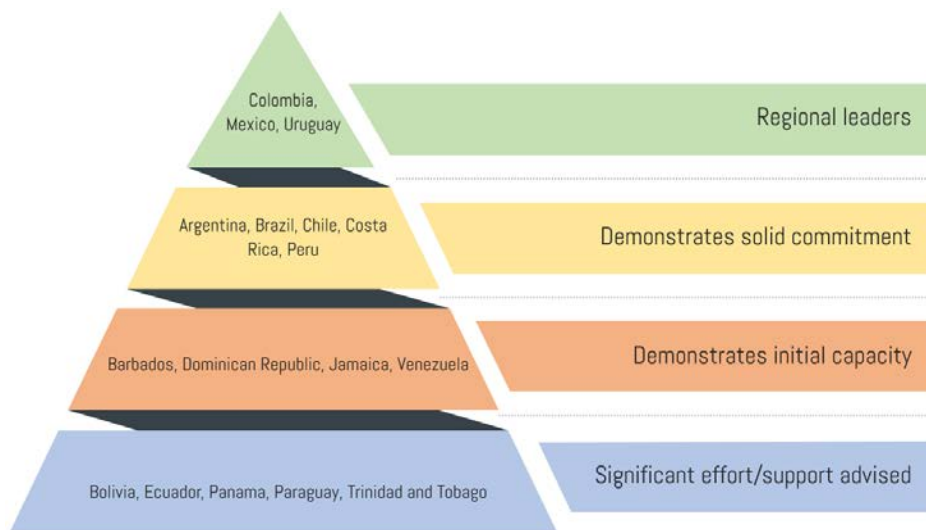 Colombia,
Mexico, Uruguay
Regional leaders
Argentina, Brazil, Chile, Costa
Rica, Peru
Demonstrates solid commitment
Barbados, Dominican Republic, Jamaica, Venezuela
Demonstrates initial capacity
Bolivia, Ecuador, Panama, Paraguay, Trinidad and Tobago
Significant effort/support advised